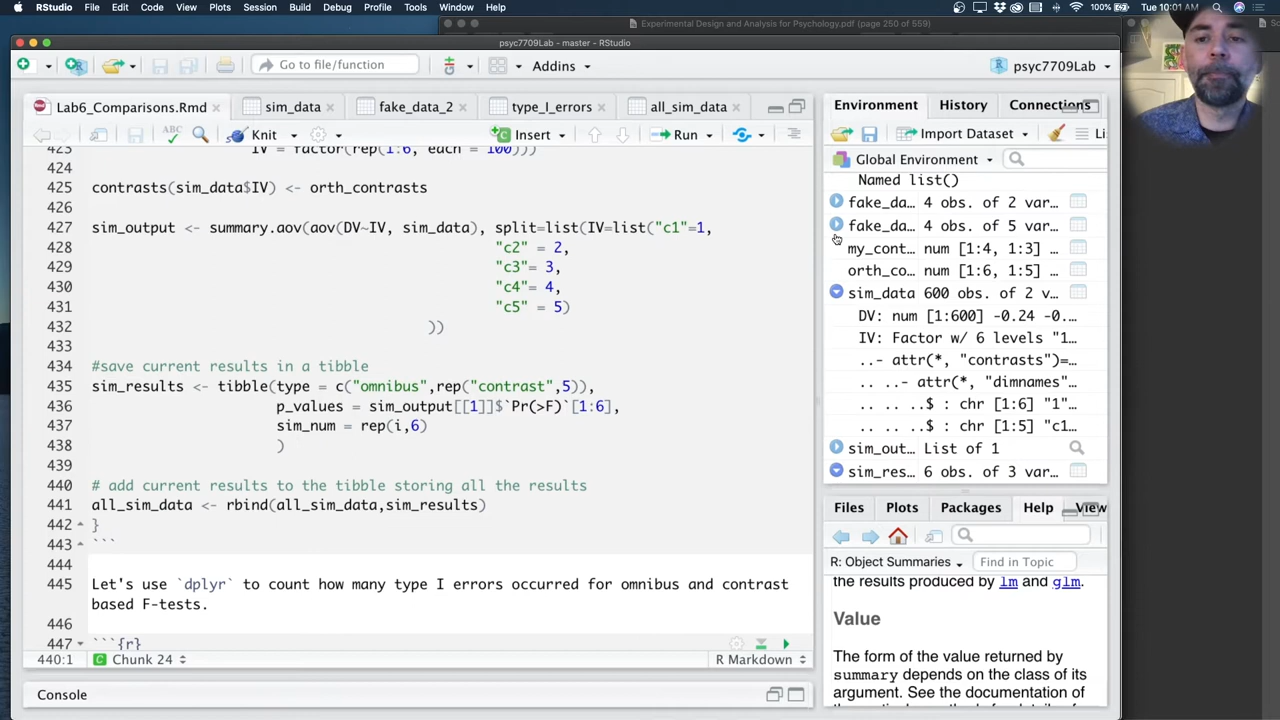 RStudio File Edit Code View Plots Session Build Debug Profile Tools Window Help 100% Tue 10:01 AM
Experimental Design and Analysis for Psychology.pdf (page 250 of 559)
psyc7709Lab - master - RStudio
Go to file/function Addins psyc7709Lab
Lab6_Comparisons.Rmd sim_data fake_data_2 type_I_errors all_sim_data
ABC Knit Insert Run
423 IV = factor(rep(1:6, each = 100)))
424
425 contrasts(sim_data$IV) <- orth_contrasts
426
427 sim_output <- summary.aov(aov(DV~IV, sim_data), split=list(IV=list("c1"=1,
428 "c2" = 2,
429 "c3"= 3,
430 "c4"= 4,
431 "c5" = 5)
432 ))
433
434 #save current results in a tibble
435 sim_results <- tibble(type = c("omnibus",rep("contrast",5)),
436 p_values = sim_output[[1]]$`Pr(>F)`[1:6],
437 sim_num = rep(i,6)
438 )
439
440 # add current results to the tibble storing all the results
441 all_sim_data <- rbind(all_sim_data,sim_results)
442 }
443 ```
444
445 Let's use `dplyr` to count how many type I errors occurred for omnibus and contrast
based F-tests.
446
447 ```{r}
440:1 Chunk 24 R Markdown
Console
Environment History Connections
Import Dataset Li
Global Environment
Named list()
fake_da… 4 obs. of 2 var…
fake_da… 4 obs. of 5 var…
my_cont… num [1:4, 1:3] …
orth_co… num [1:6, 1:5] …
sim_data 600 obs. of 2 v…
DV: num [1:600] -0.24 -0.…
IV: Factor w/ 6 levels "1…
..- attr(*, "contrasts")=…
.. ..- attr(*, "dimnames"…
.. .. ..$ : chr [1:6] "1"…
.. .. ..$ : chr [1:5] "c1…
sim_out… List of 1
sim_res… 6 obs. of 3 var…
Files Plots Packages Help View
R: Object Summaries Find in Topic
the results produced by lm and glm.
Value
The form of the value returned by
summary depends on the class of its
argument. See the documentation of